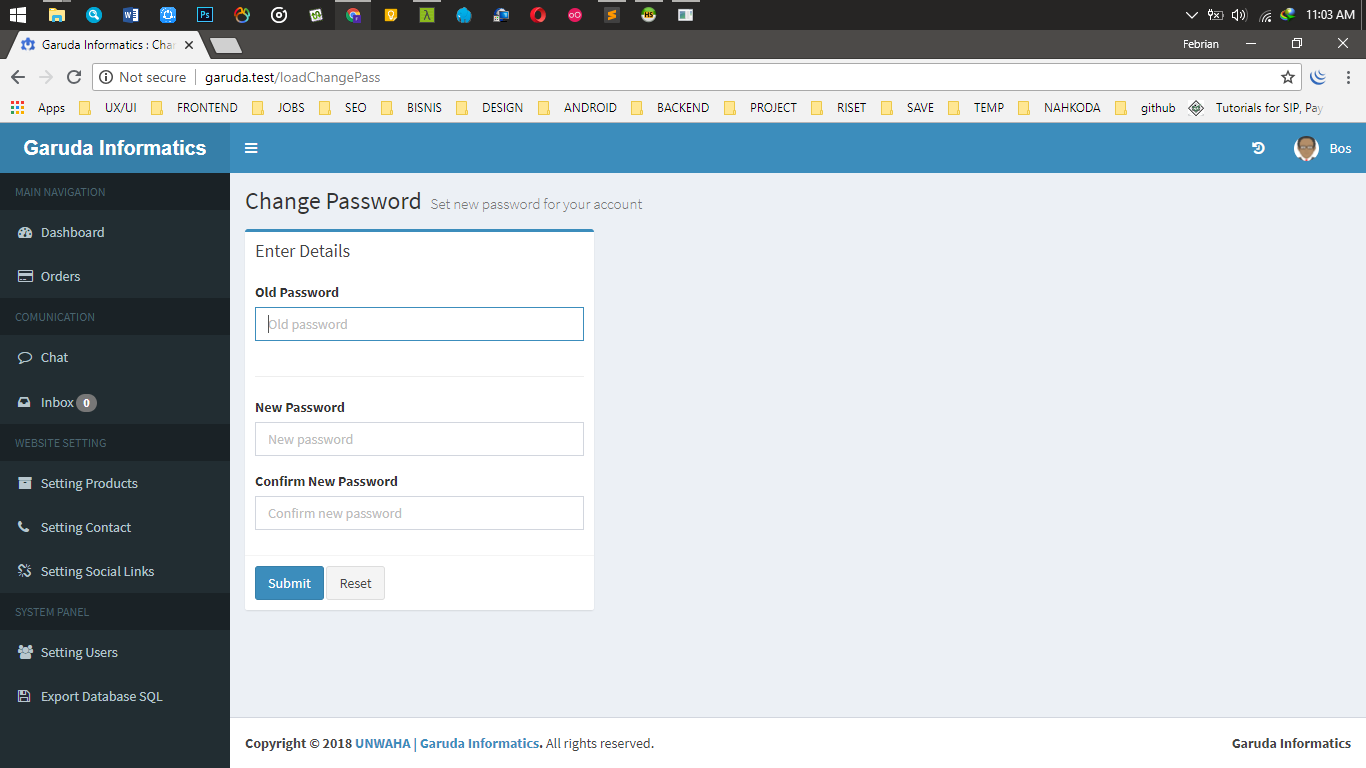 11:03 AM
Garuda Informatics : Char
Febrian
Not secure garuda.test/loadChangePass
Apps UX/UI FRONTEND JOBS SEO BISNIS DESIGN ANDROID BACKEND PROJECT RISET SAVE TEMP NAHKODA github Tutorials for SIP, Pay
Garuda Informatics
Bos
MAIN NAVIGATION
Dashboard
Orders
COMUNICATION
Chat
Inbox 0
WEBSITE SETTING
Setting Products
Setting Contact
Setting Social Links
SYSTEM PANEL
Setting Users
Export Database SQL
Change Password Set new password for your account
Enter Details
Old Password
Old password
New Password
New password
Confirm New Password
Confirm new password
Submit Reset
Copyright © 2018 UNWAHA | Garuda Informatics. All rights reserved.
Garuda Informatics